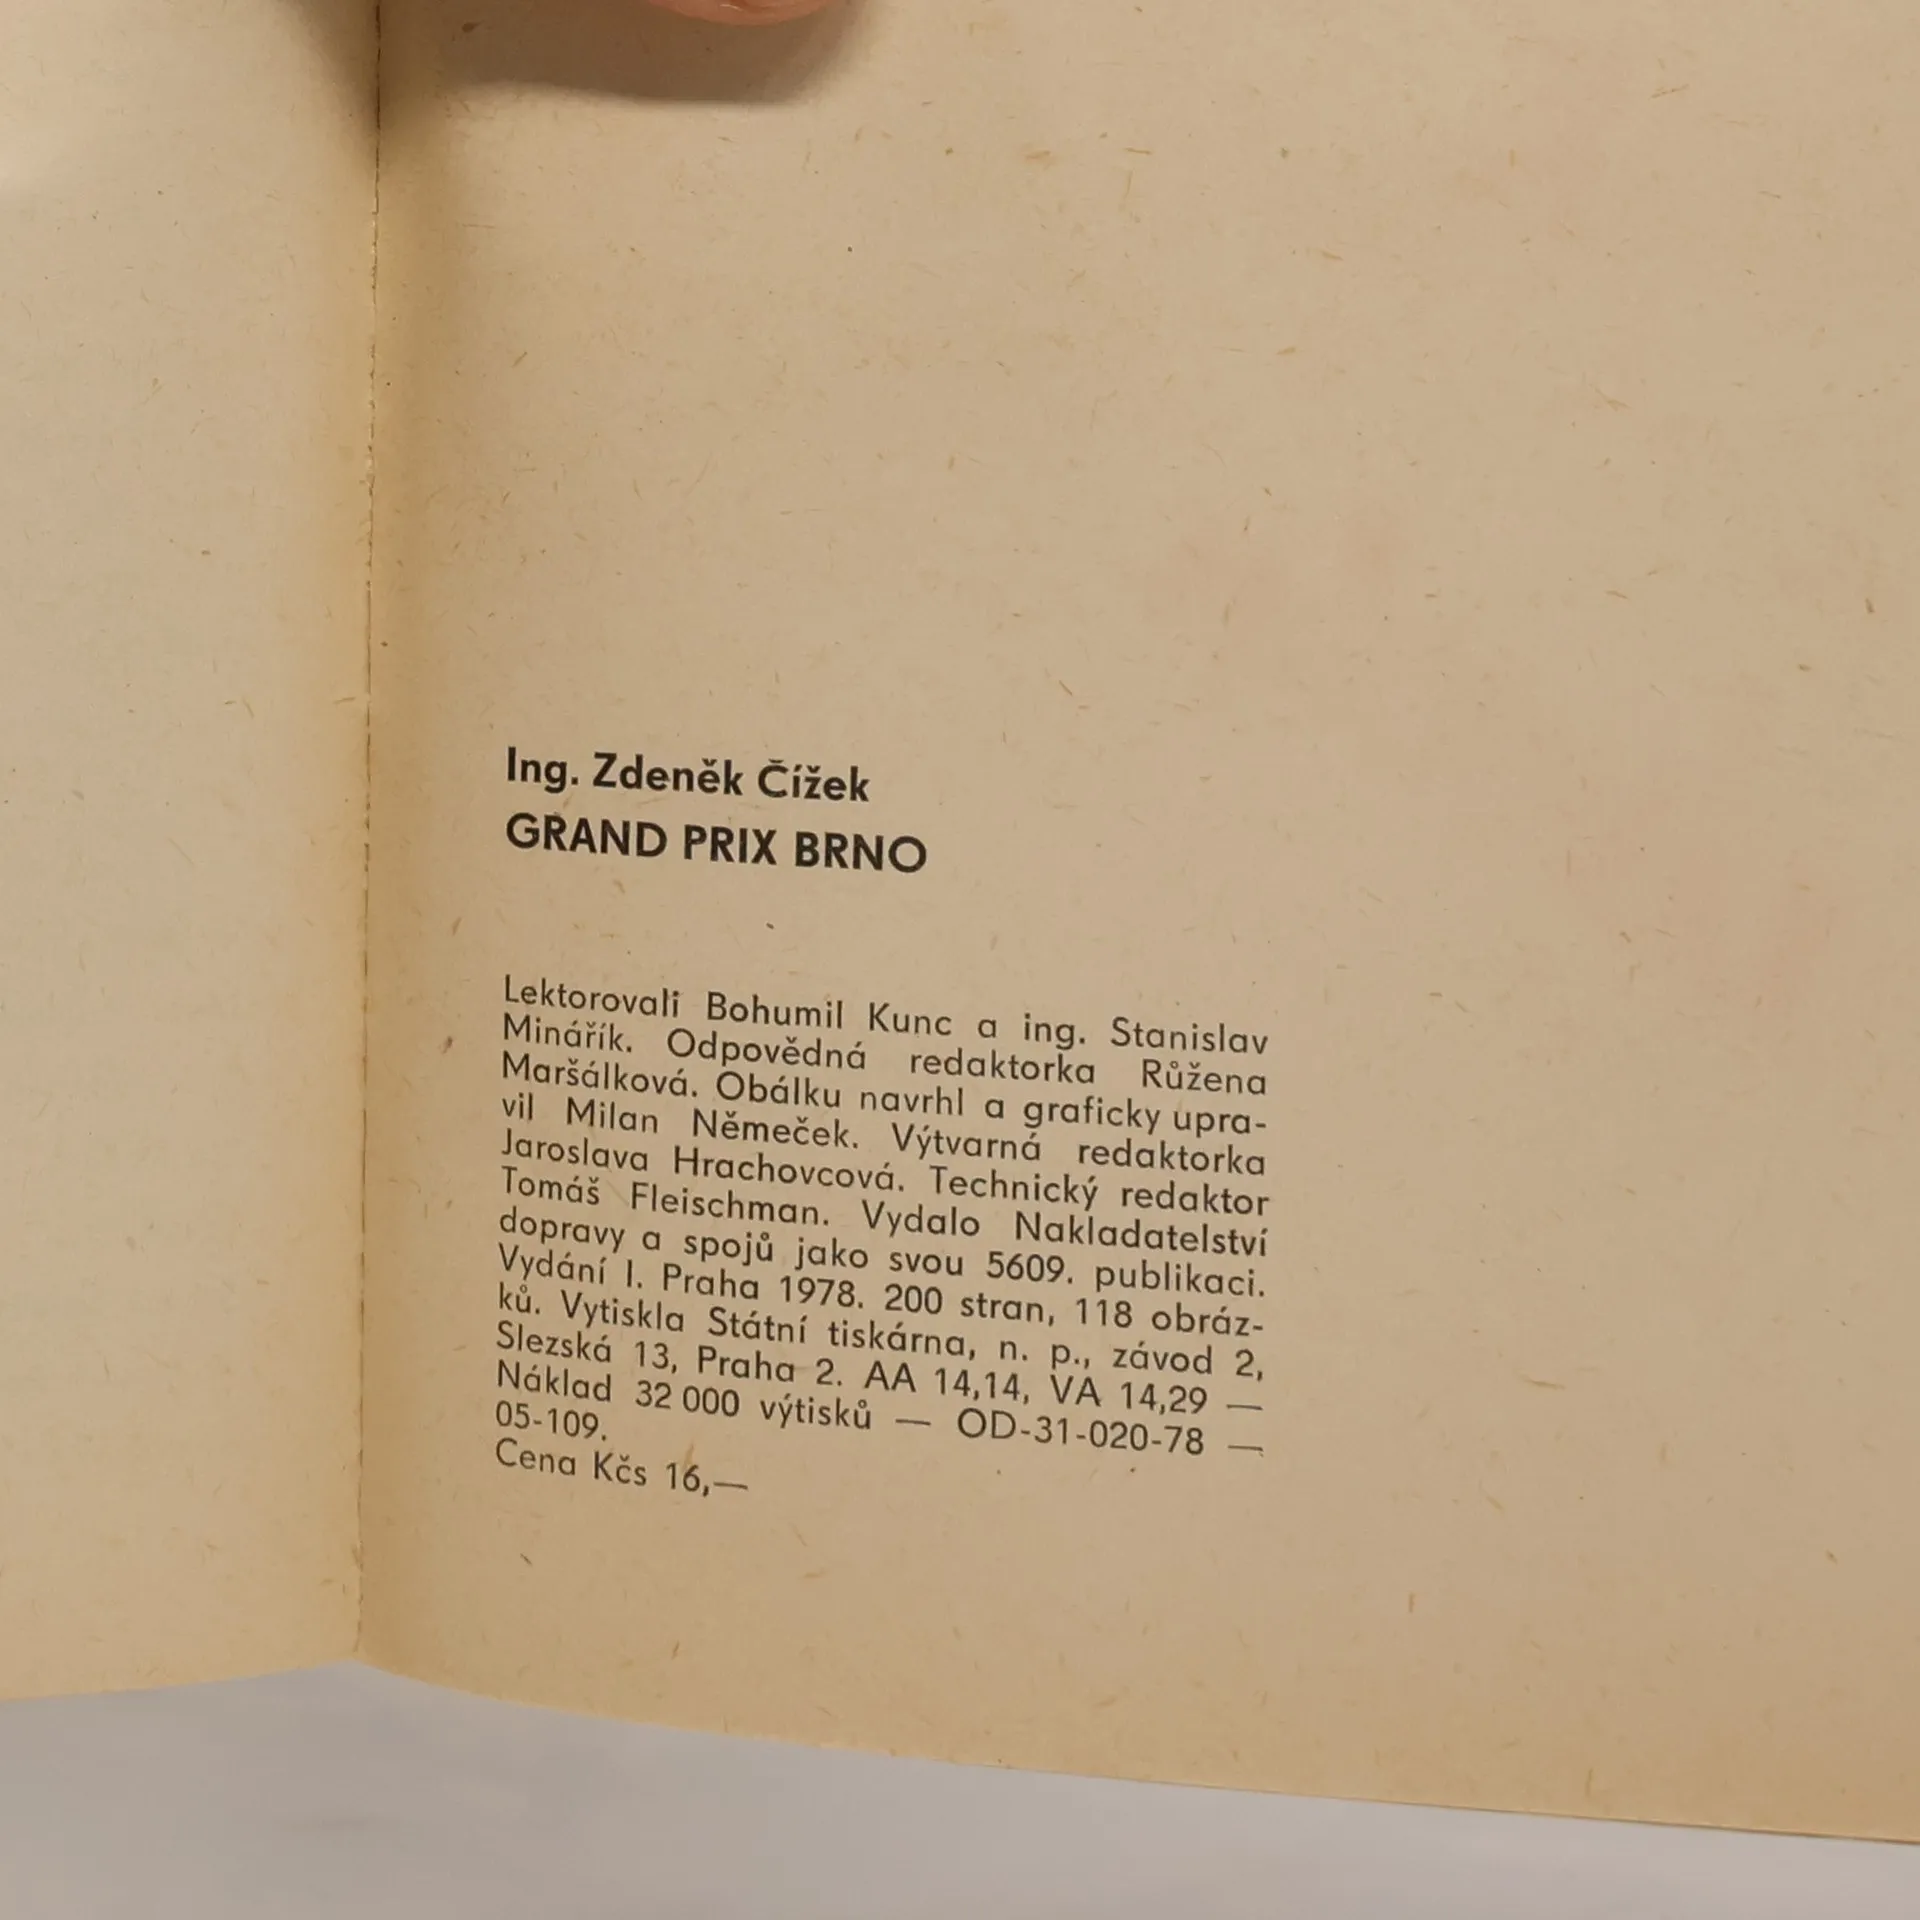 Ing. Zdeněk Čížek
GRAND PRIX BRNO
Lektorovali Bohumil Kunc a ing. Stanislav
Minářík. Odpovědná redaktorka Růžena
Maršálková. Obálku navrhl a graficky upra-
vil Milan Němeček. Výtvarná redaktorka
Jaroslava Hrachovcová. Technický redaktor
Tomáš Fleischman. Vydalo Nakladatelství
dopravy a spojů jako svou 5609. publikaci.
Vydání I. Praha 1978. 200 stran, 118 obráz-
ků. Vytiskla Státní tiskárna, n. p., závod 2,
Slezská 13, Praha 2. AA 14,14, VA 14,29 —
Náklad 32 000 výtisků — OD-31-020-78 —
05-109.
Cena Kčs 16,—